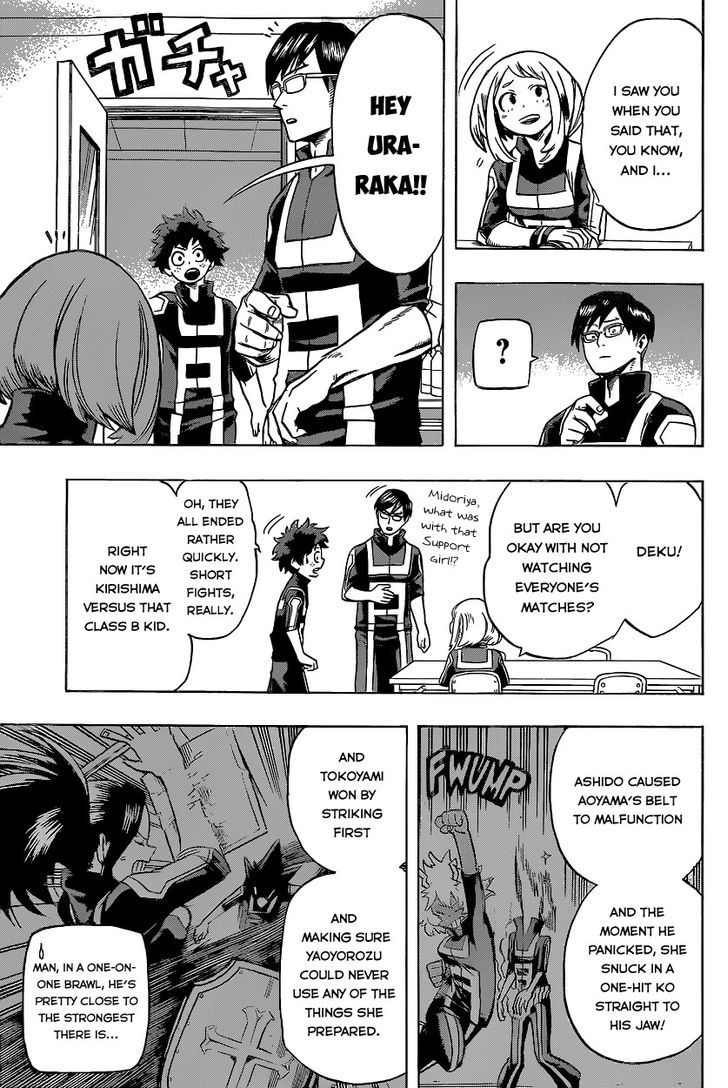 I SAW YOU
WHEN YOU
SAID THAT,
YOU KNOW,
AND I...
HEY
URA-
RAKA!!
ガチャ
?
DEKU!
BUT ARE YOU
OKAY WITH NOT
WATCHING
EVERYONE'S
MATCHES?
Midoriya,
what was
with that
Support
Girl!?
OH, THEY
ALL ENDED
RATHER
QUICKLY.
SHORT
FIGHTS,
REALLY.
RIGHT
NOW IT'S
KIRISHIMA
VERSUS THAT
CLASS B KID.
ASHIDO CAUSED
AOYAMA'S BELT
TO MALFUNCTION
FWUMP
AND THE
MOMENT HE
PANICKED, SHE
SNUCK IN A
ONE-HIT KO
STRAIGHT TO
HIS JAW!
AND
TOKOYAMI
WON BY
STRIKING
FIRST
AND
MAKING SURE
YAOYOROZU
COULD NEVER
USE ANY OF THE
THINGS SHE
PREPARED.
MAN, IN A ONE-ON-
ONE BRAWL, HE'S
PRETTY CLOSE TO
THE STRONGEST
THERE IS...